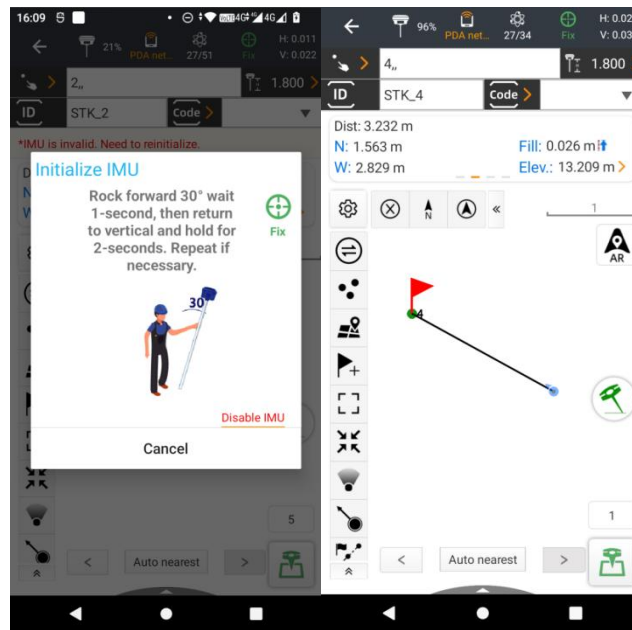 16:09
4G+ 4G
21%
PDA net..
27/51
Fix
H: 0.011
V: 0.022
2,,
1.800
ID
STK_2
Code
*IMU is invalid. Need to reinitialize.
Initialize IMU
Rock forward 30° wait
1-second, then return
to vertical and hold for
2-seconds. Repeat if
necessary.
Fix
30°
Disable IMU
Cancel
5
< Auto nearest >
96%
PDA net..
27/34
Fix
H: 0.02
V: 0.03
4,,
1.800
ID
STK_4
Code
Dist: 3.232 m
N: 1.563 m
Fill: 0.026 m
W: 2.829 m
Elev.: 13.209 m
N
«
1
AR
4
1
< Auto nearest >